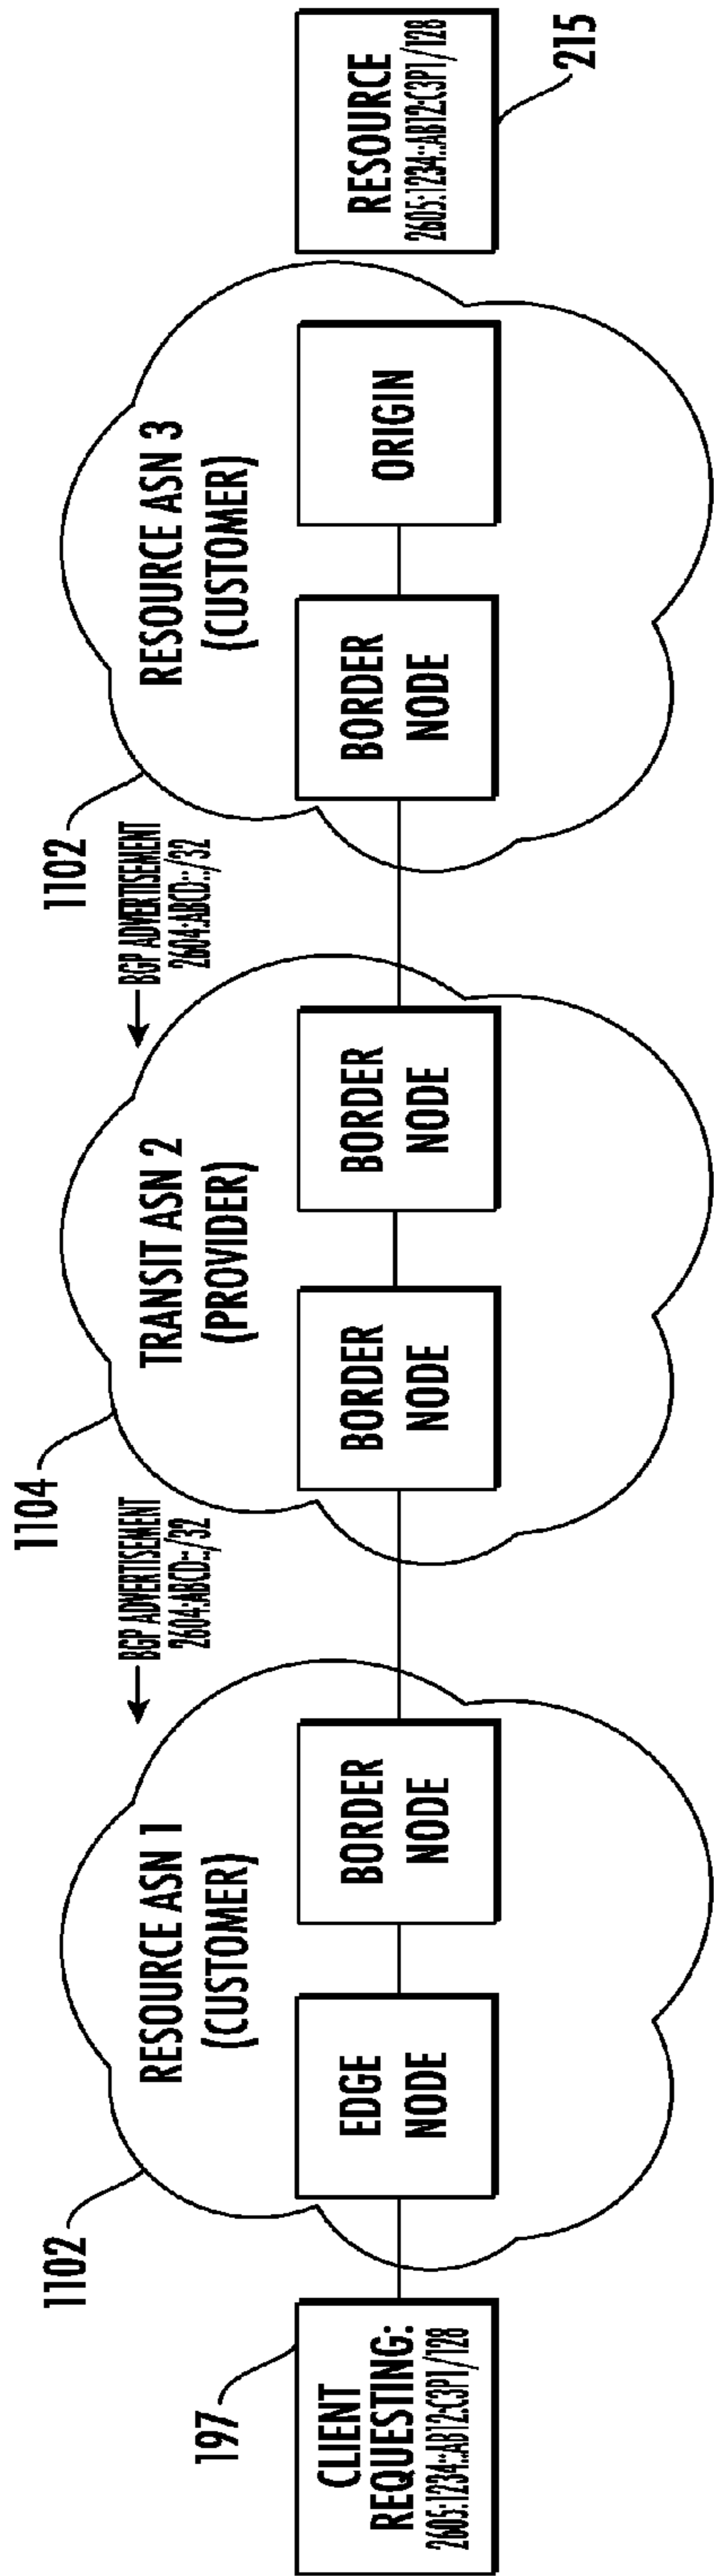 1102
1104
1102
BGP ADVERTISEMENT
2604:ABCD::/32
BGP ADVERTISEMENT
2604:ABCD::/32
197
CLIENT
REQUESTING:
2605:1234::AB12:C3P1/128
RESOURCE ASN 1
(CUSTOMER)
EDGE
NODE
BORDER
NODE
TRANSIT ASN 2
(PROVIDER)
BORDER
NODE
BORDER
NODE
RESOURCE ASN 3
(CUSTOMER)
BORDER
NODE
ORIGIN
RESOURCE
2605:1234::AB12:C3P1/128
215